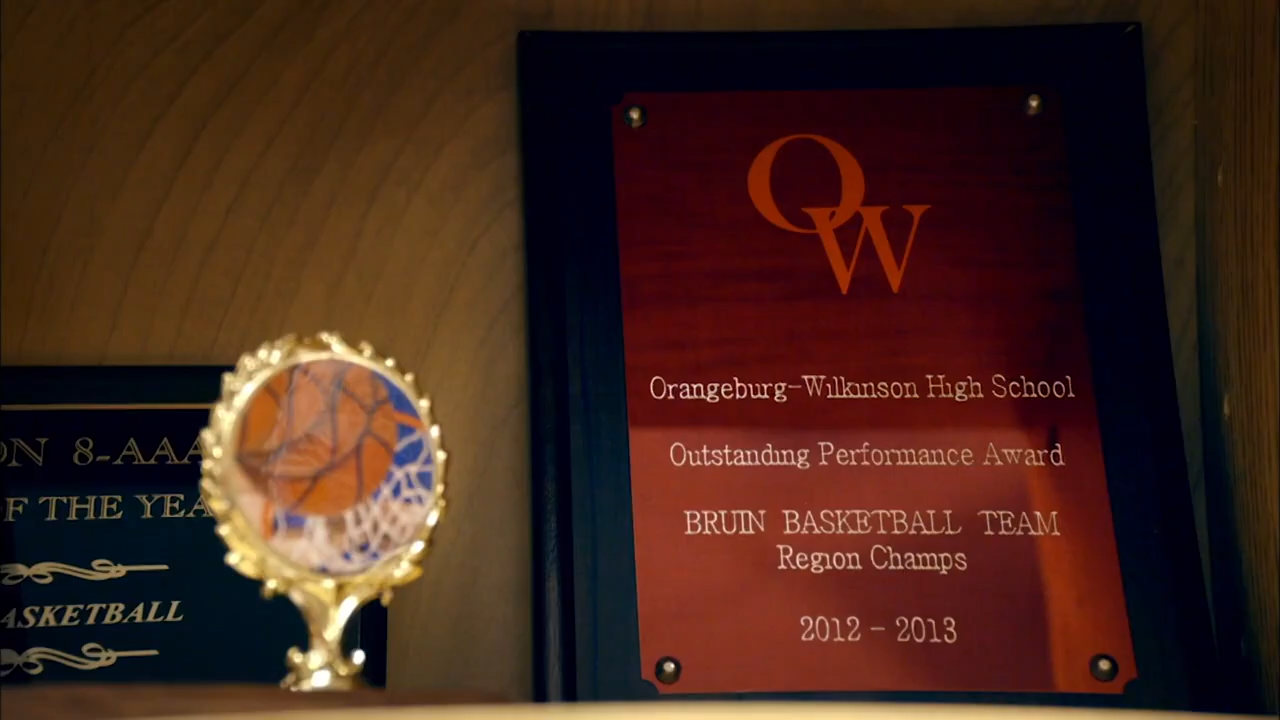 OW
Orangeburg-Wilkinson High School
Outstanding Performance Award
BRUIN BASKETBALL TEAM
Region Champs
2012 - 2013
ON 8-AAA
F THE YEA
ASKETBALL